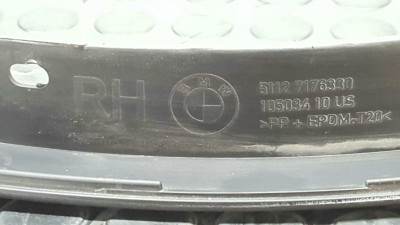 RH
BMW
5112 7176330
105034 10 US
>PP + EPDM-T20<